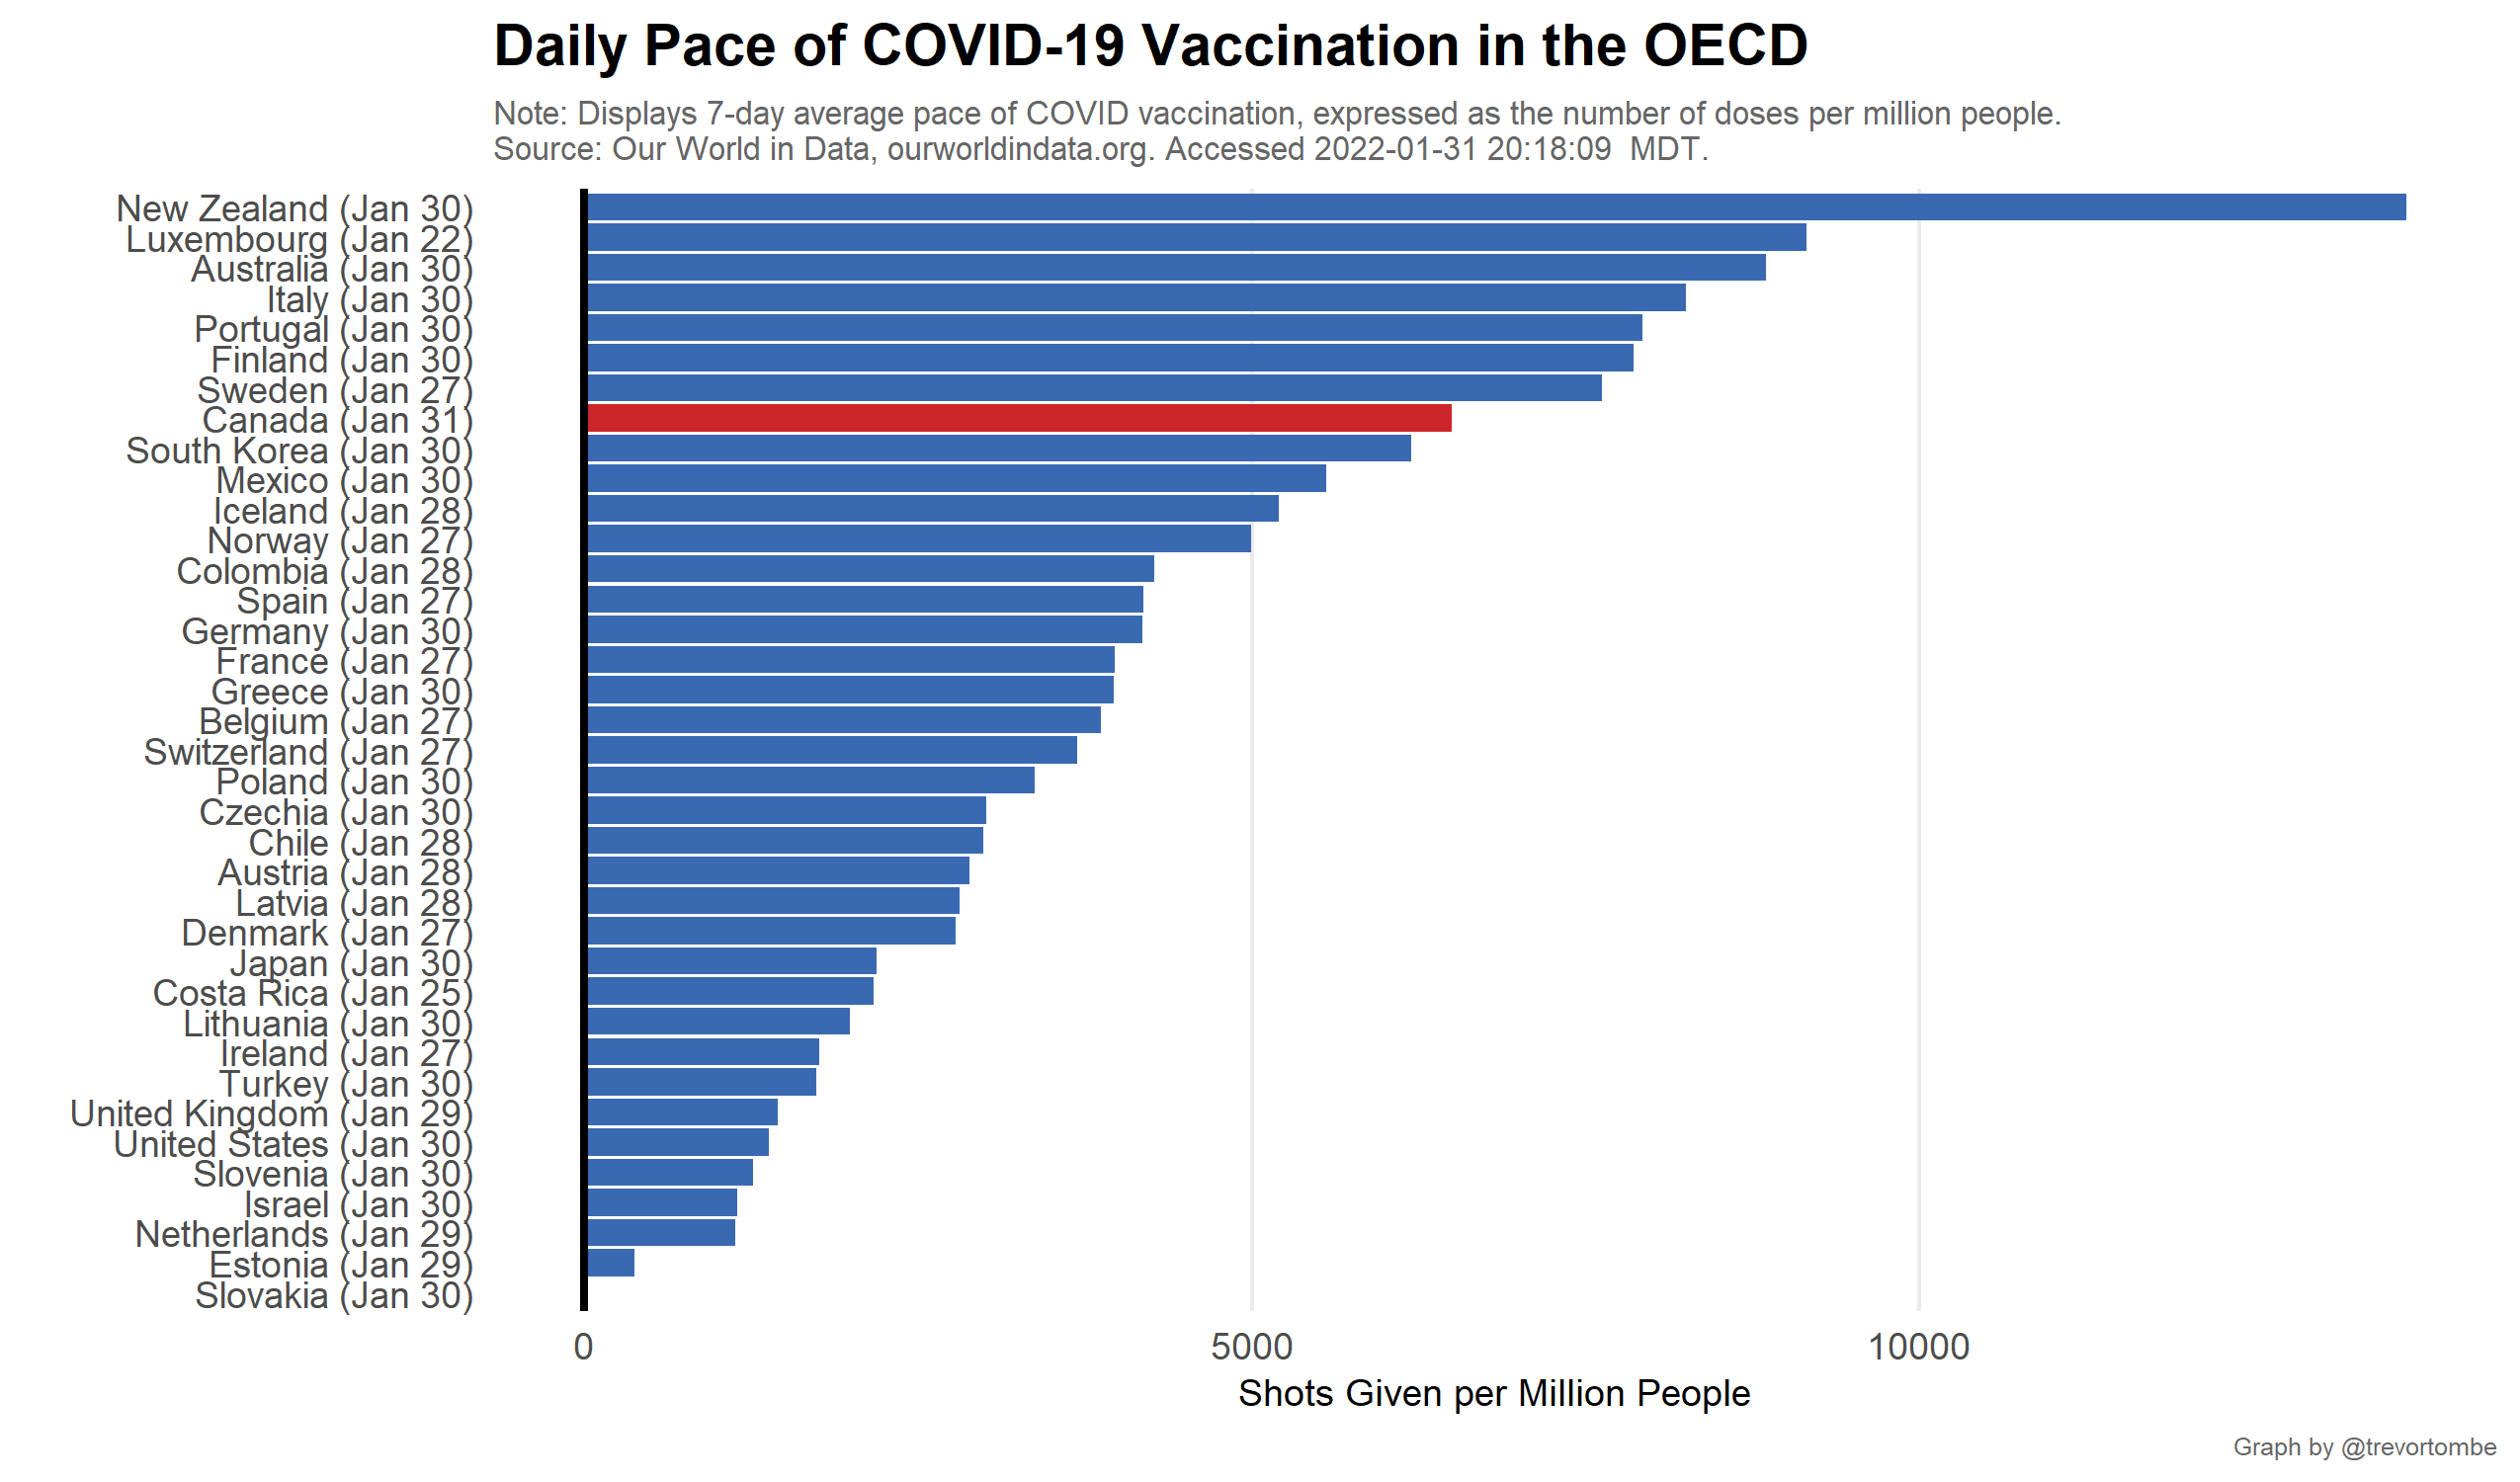 Daily Pace of COVID-19 Vaccination in the OECD
Note: Displays 7-day average pace of COVID vaccination, expressed as the number of doses per million people.
Source: Our World in Data, ourworldindata.org. Accessed 2022-01-31 20:18:09  MDT.
New Zealand (Jan 30)
Luxembourg (Jan 22)
Australia (Jan 30)
Italy (Jan 30)
Portugal (Jan 30)
Finland (Jan 30)
Sweden (Jan 27)
Canada (Jan 31)
South Korea (Jan 30)
Mexico (Jan 30)
Iceland (Jan 28)
Norway (Jan 27)
Colombia (Jan 28)
Spain (Jan 27)
Germany (Jan 30)
France (Jan 27)
Greece (Jan 30)
Belgium (Jan 27)
Switzerland (Jan 27)
Poland (Jan 30)
Czechia (Jan 30)
Chile (Jan 28)
Austria (Jan 28)
Latvia (Jan 28)
Denmark (Jan 27)
Japan (Jan 30)
Costa Rica (Jan 25)
Lithuania (Jan 30)
Ireland (Jan 27)
Turkey (Jan 30)
United Kingdom (Jan 29)
United States (Jan 30)
Slovenia (Jan 30)
Israel (Jan 30)
Netherlands (Jan 29)
Estonia (Jan 29)
Slovakia (Jan 30)
0 5000 10000
Shots Given per Million People
Graph by @trevortombe